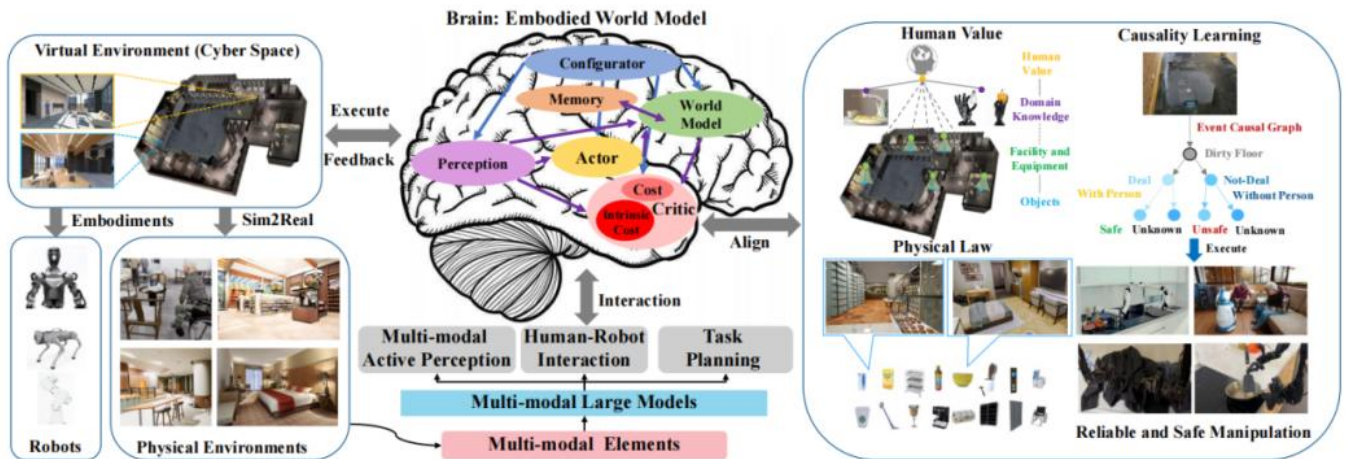 Brain: Embodied World Model
Virtual Environment (Cyber Space)
Execute
Feedback
Embodiments
Sim2Real
Robots
Physical Environments
Configurator
Memory
World
Model
Perception
Actor
Cost
Critic
Intrinsic
Cost
Interaction
Align
Multi-modal
Active Perception
Human-Robot
Interaction
Task
Planning
Multi-modal Large Models
Multi-modal Elements
Human Value
Human
Value
Domain
Knowledge
Facility and
Equipment
Objects
Physical Law
Causality Learning
Event Causal Graph
Dirty Floor
Deal
With Person
Not-Deal
Without Person
Safe
Unknown
Unsafe
Unknown
Execute
Reliable and Safe Manipulation